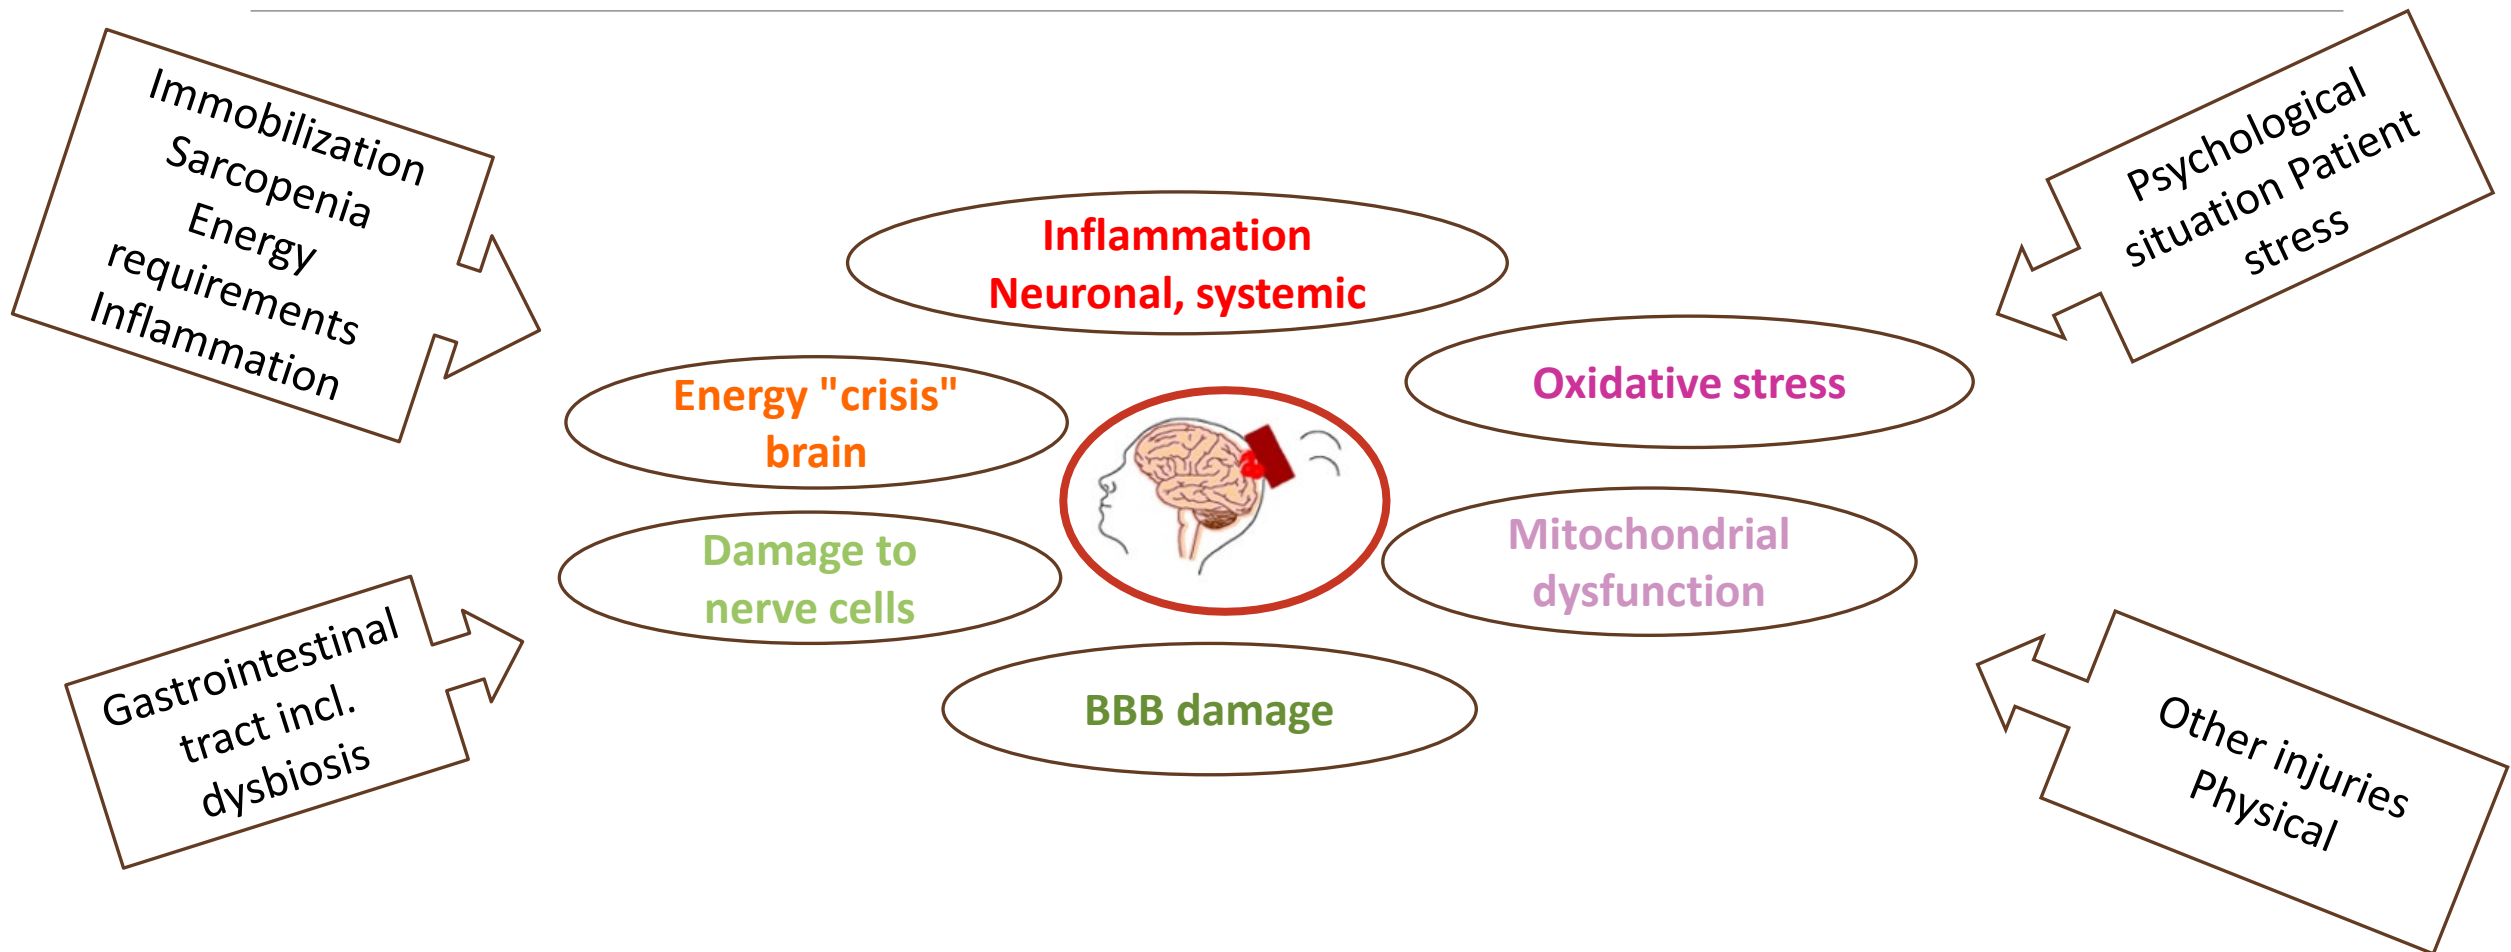 Immobilization
Sarcopenia
Energy
requirements
Inflammation
Psychological
situation Patient
stress
Inflammation
Neuronal, systemic
Oxidative stress
Energy "crisis"
brain
Mitochondrial
dysfunction
Damage to
nerve cells
BBB damage
Gastrointestinal
tract incl.
dysbiosis
Other injuries
Physical